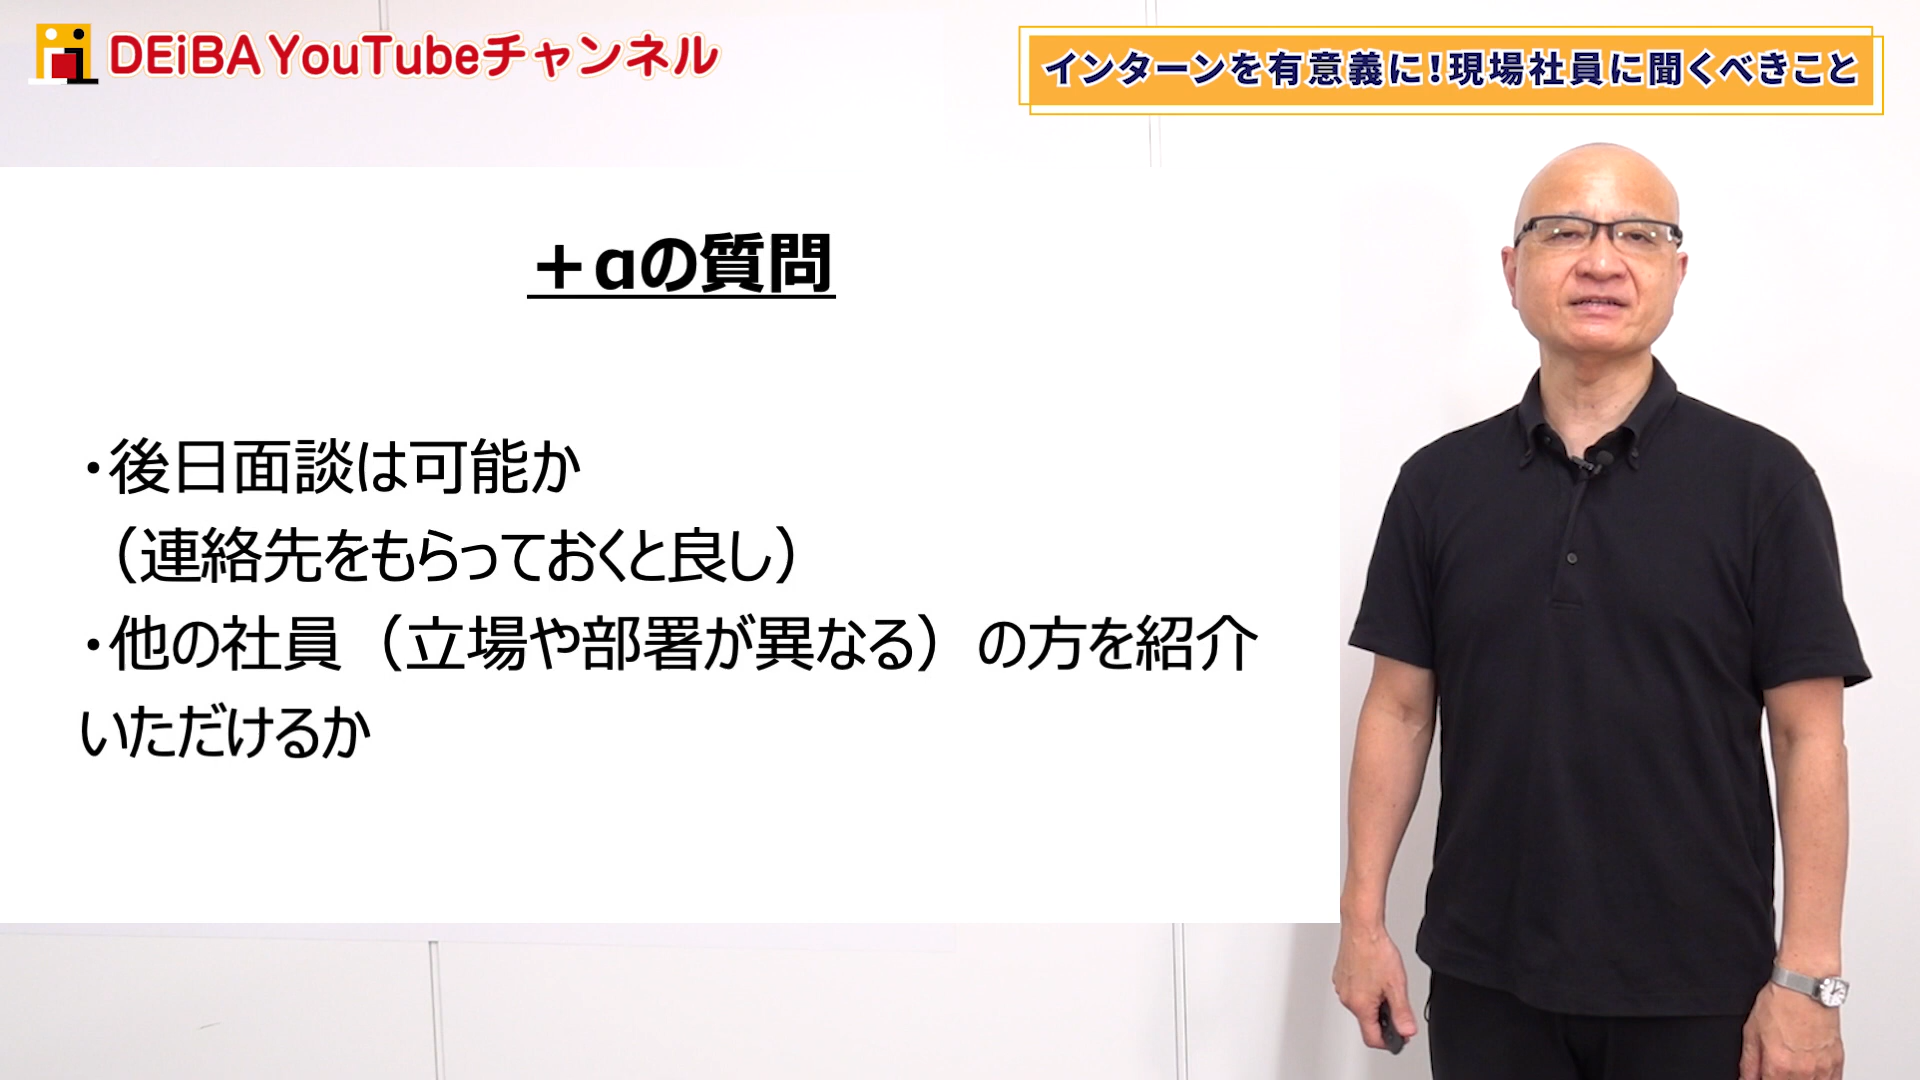 DEiBA YouTubeチャンネル
インターンを有意義に！現場社員に聞くべきこと
＋αの質問
・後日面談は可能か
（連絡先をもらっておくと良し）
・他の社員（立場や部署が異なる）の方を紹介
いただけるか